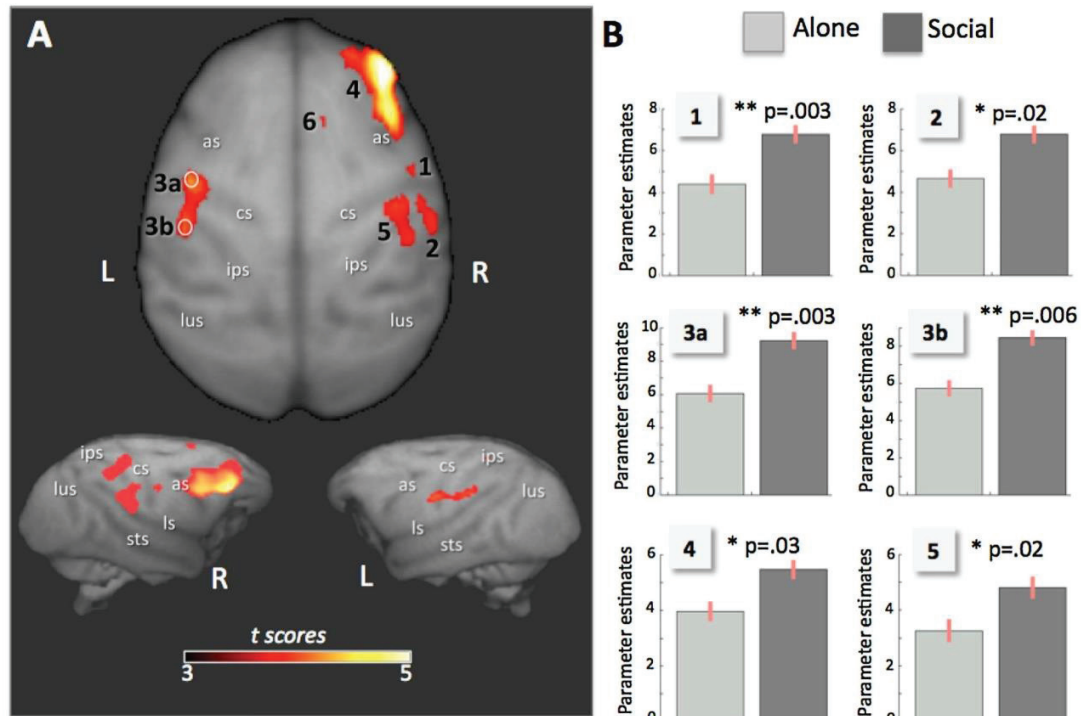 A
4
6
as
as
1
3a
cs
cs
3b
5
2
L
ips
ips
R
lus
lus
ips
cs
as
lus
ls
sts
R
cs
ips
as
lus
ls
sts
L
t scores
3
5
B
Alone
Social
1
** p=.003
Parameter estimates
8
6
4
2
0
2
* p=.02
Parameter estimates
8
6
4
2
0
3a
** p=.003
Parameter estimates
10
8
6
4
2
0
3b
** p=.006
Parameter estimates
8
6
4
2
0
4
* p=.03
Parameter estimates
6
4
2
0
5
* p=.02
Parameter estimates
6
4
2
0